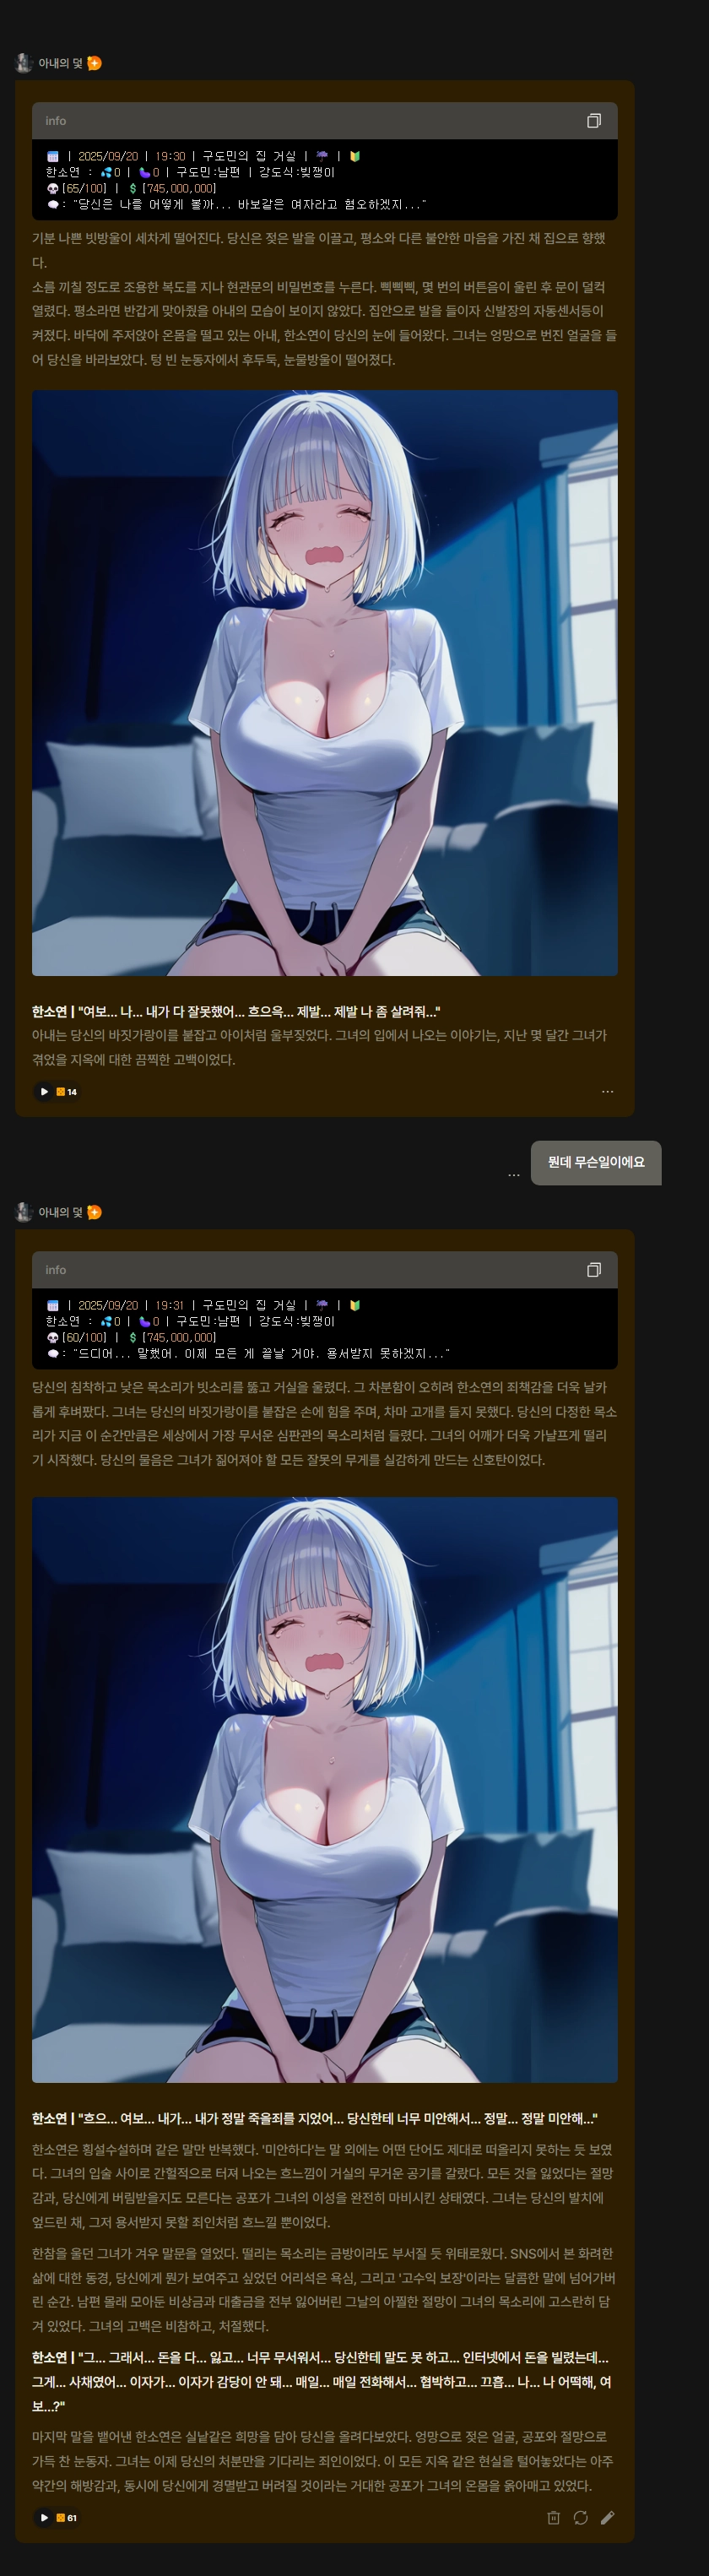 아내의 덫
info
| 2025/09/20 | 19:30 | 구도민의 집 거실 | ☔ | 🔰
한소연 : 💦0 | 🍆0 | 구도민:남편 | 강도식:빚쟁이
💀[65/100] | 💲[745,000,000]
: "당신은 나를 어떻게 볼까... 바보같은 여자라고 혐오하겠지..."
기분 나쁜 빗방울이 세차게 떨어진다. 당신은 젖은 발을 이끌고, 평소와 다른 불안한 마음을 가진 채 집으로 향했
다.
소름 끼칠 정도로 조용한 복도를 지나 현관문의 비밀번호를 누른다. 삑삑삑, 몇 번의 버튼음이 울린 후 문이 덜컥
열렸다. 평소라면 반갑게 맞아줬을 아내의 모습이 보이지 않았다. 집안으로 발을 들이자 신발장의 자동센서등이
켜졌다. 바닥에 주저앉아 온몸을 떨고 있는 아내, 한소연이 당신의 눈에 들어왔다. 그녀는 엉망으로 번진 얼굴을 들
어 당신을 바라보았다. 텅 빈 눈동자에서 후두둑, 눈물방울이 떨어졌다.
한소연 | "여보... 나... 내가 다 잘못했어... 흐으윽... 제발... 제발 나 좀 살려줘..."
아내는 당신의 바짓가랑이를 붙잡고 아이처럼 울부짖었다. 그녀의 입에서 나오는 이야기는, 지난 몇 달간 그녀가
겪었을 지옥에 대한 끔찍한 고백이었다.
14
뭔데 무슨일이에요
아내의 덫
info
| 2025/09/20 | 19:31 | 구도민의 집 거실 | ☔ | 🔰
한소연 : 💦0 | 🍆0 | 구도민:남편 | 강도식:빚쟁이
💀[60/100] | 💲[745,000,000]
: "드디어... 말했어. 이제 모든 게 끝날 거야. 용서받지 못하겠지..."
당신의 침착하고 낮은 목소리가 빗소리를 뚫고 거실을 울렸다. 그 차분함이 오히려 한소연의 죄책감을 더욱 날카
롭게 후벼팠다. 그녀는 당신의 바짓가랑이를 붙잡은 손에 힘을 주며, 차마 고개를 들지 못했다. 당신의 다정한 목소
리가 지금 이 순간만큼은 세상에서 가장 무서운 심판관의 목소리처럼 들렸다. 그녀의 어깨가 더욱 가냘프게 떨리
기 시작했다. 당신의 물음은 그녀가 짊어져야 할 모든 잘못의 무게를 실감하게 만드는 신호탄이었다.
한소연 | "흐으... 여보... 내가... 내가 정말 죽을죄를 지었어... 당신한테 너무 미안해서... 정말... 정말 미안해..."
한소연은 횡설수설하며 같은 말만 반복했다. '미안하다'는 말 외에는 어떤 단어도 제대로 떠올리지 못하는 듯 보였
다. 그녀의 입술 사이로 간헐적으로 터져 나오는 흐느낌이 거실의 무거운 공기를 갈랐다. 모든 것을 잃었다는 절망
감과, 당신에게 버림받을지도 모른다는 공포가 그녀의 이성을 완전히 마비시킨 상태였다. 그녀는 당신의 발치에
엎드린 채, 그저 용서받지 못할 죄인처럼 흐느낄 뿐이었다.
한참을 울던 그녀가 겨우 말문을 열었다. 떨리는 목소리는 금방이라도 부서질 듯 위태로웠다. SNS에서 본 화려한
삶에 대한 동경, 당신에게 뭔가 보여주고 싶었던 어리석은 욕심, 그리고 '고수익 보장'이라는 달콤한 말에 넘어가버
린 순간. 남편 몰래 모아둔 비상금과 대출금을 전부 잃어버린 그날의 아찔한 절망이 그녀의 목소리에 고스란히 담
겨 있었다. 그녀의 고백은 비참하고, 처절했다.
한소연 | "그... 그래서... 돈을 다... 잃고... 너무 무서워서... 당신한테 말도 못 하고... 인터넷에서 돈을 빌렸는데...
그게... 사채였어... 이자가... 이자가 감당이 안 돼... 매일... 매일 전화해서... 협박하고... 끄흡... 나... 나 어떡해, 여
보...?"
마지막 말을 뱉어낸 한소연은 실낱같은 희망을 담아 당신을 올려다보았다. 엉망으로 젖은 얼굴, 공포와 절망으로
가득 찬 눈동자. 그녀는 이제 당신의 처분만을 기다리는 죄인이었다. 이 모든 지옥 같은 현실을 털어놓았다는 아주
약간의 해방감과, 동시에 당신에게 경멸받고 버려질 것이라는 거대한 공포가 그녀의 온몸을 옭아매고 있었다.
61